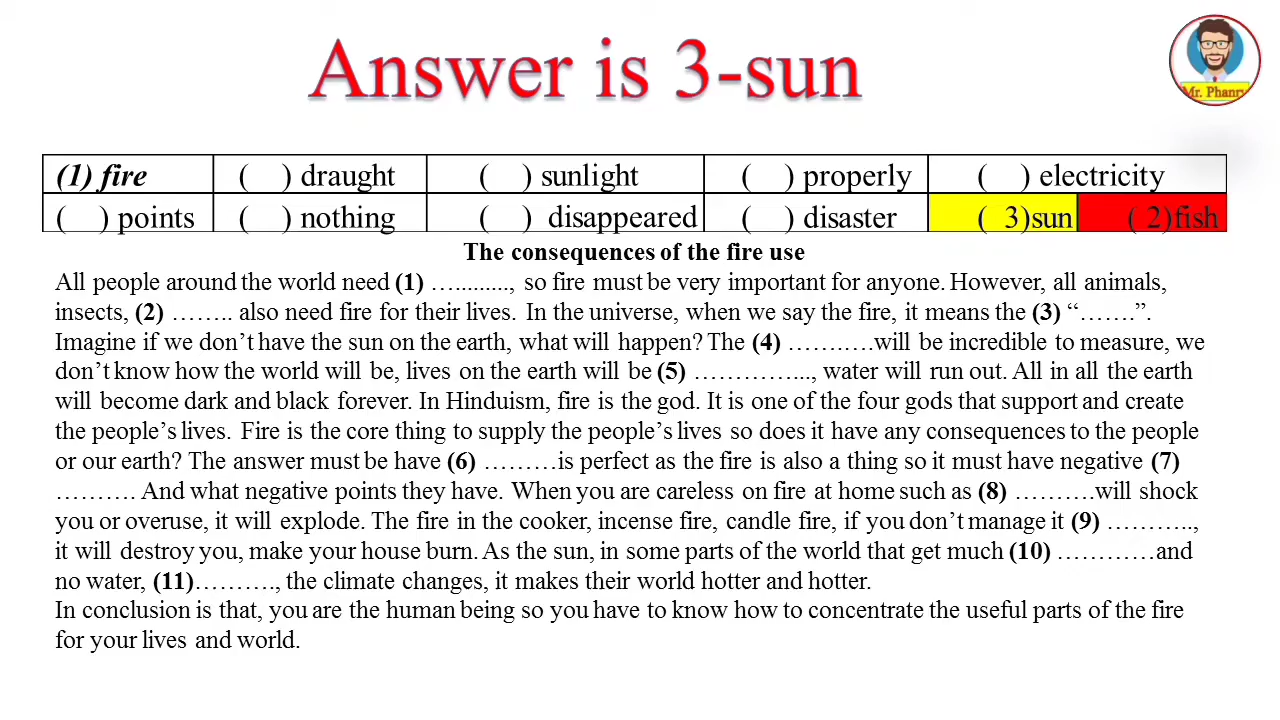 Answer is 3-sun
Mr. Phanry
(1) fire ( ) draught ( ) sunlight ( ) properly ( ) electricity
( ) points ( ) nothing ( ) disappeared ( ) disaster ( 3)sun ( 2)fish
The consequences of the fire use
All people around the world need (1) …........., so fire must be very important for anyone. However, all animals,
insects, (2) …….. also need fire for their lives. In the universe, when we say the fire, it means the (3) “…….”.
Imagine if we don’t have the sun on the earth, what will happen? The (4) …….….will be incredible to measure, we
don’t know how the world will be, lives on the earth will be (5) …………..., water will run out. All in all the earth
will become dark and black forever. In Hinduism, fire is the god. It is one of the four gods that support and create
the people’s lives. Fire is the core thing to supply the people’s lives so does it have any consequences to the people
or our earth? The answer must be have (6) ………is perfect as the fire is also a thing so it must have negative (7)
………. And what negative points they have. When you are careless on fire at home such as (8) ……….will shock
you or overuse, it will explode. The fire in the cooker, incense fire, candle fire, if you don’t manage it (9) ………..,
it will destroy you, make your house burn. As the sun, in some parts of the world that get much (10) …………and
no water, (11)………., the climate changes, it makes their world hotter and hotter.
In conclusion is that, you are the human being so you have to know how to concentrate the useful parts of the fire
for your lives and world.